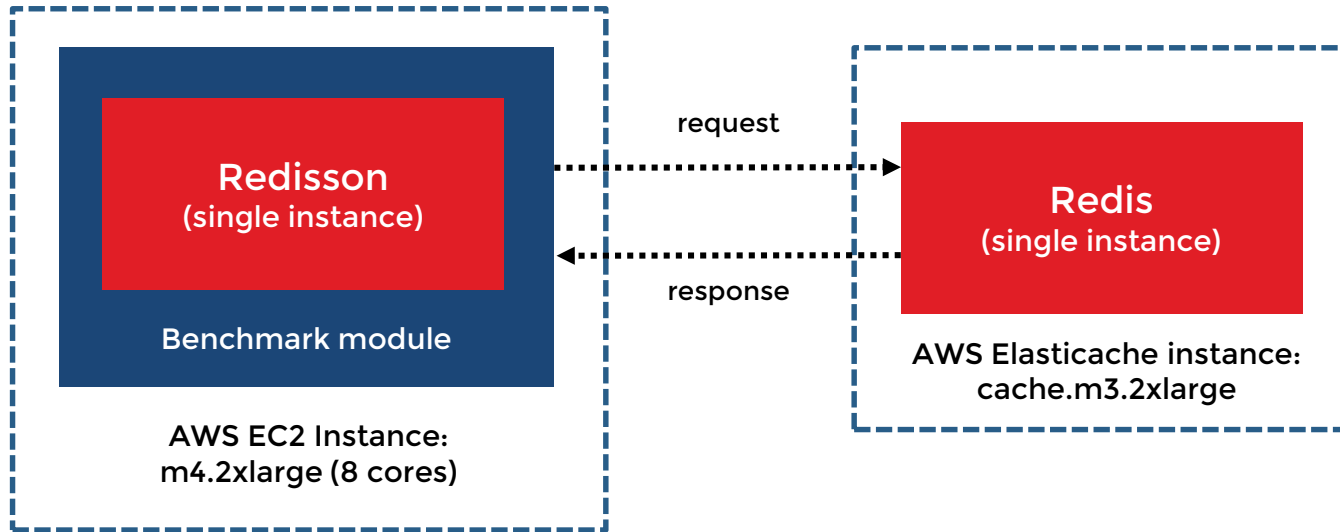 Redisson
(single instance)
Benchmark module
AWS EC2 Instance:
m4.2xlarge (8 cores)
request
response
Redis
(single instance)
AWS Elasticache instance:
cache.m3.2xlarge